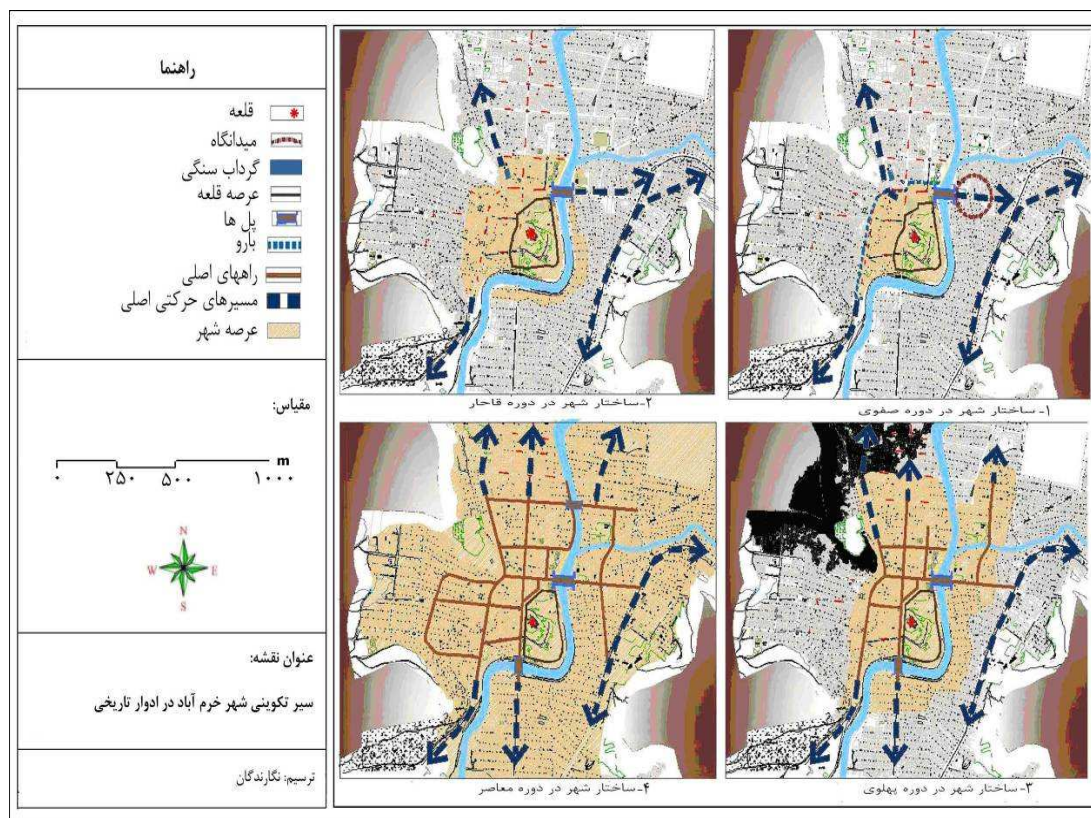 راهنما
قلعه
میدانگاه
گرداب سنگی
عرصه قلعه
پل ها
بارو
راههای اصلی
مسیرهای حرکتی اصلی
عرصه شهر
مقیاس:
m
۰ ۲۵۰ ۵۰۰ ۱۰۰۰
N
W E
S
عنوان نقشه:
سیر تکوینی شهر خرم آباد در ادوار تاریخی
ترسیم: نگارندگان
۱- ساختار شهر در دوره صفوی
۲-ساختار شهر در دوره قاجار
۳-ساختار شهر در دوره پهلوی
۴-ساختار شهر در دوره معاصر